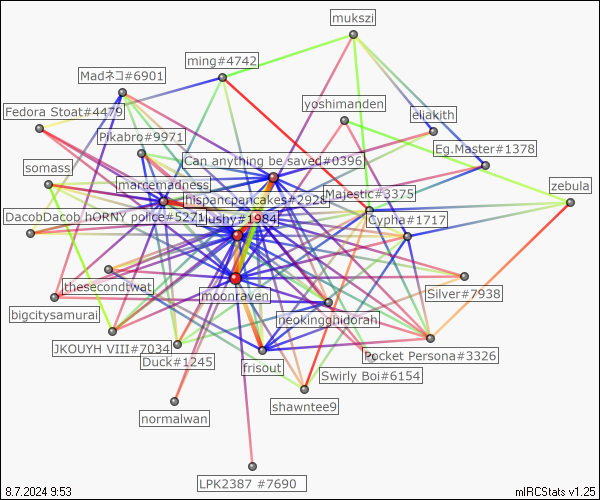 mukszi
ming#4742
Madネコ#6901
yoshimanden
Fedora Stoat#4479
eliakith
Pikabro#9971
Eg.Master#1378
Can anything be saved#0396
somass
marcemadness
zebula
Majestic#3375
hispancpancakes#2928
DacobDacob hORNY police#5271
jushy#1984
Cypha#1717
thesecondtwat
moonraven
Silver#7938
bigcitysamurai
neokingghidorah
JKOUYH VIII#7034
Pocket Persona#3326
Duck#1245
frisout
Swirly Boi#6154
shawntee9
normalwan
LPK2387 #7690
8.7.2024 9:53
mIRCStats v1.25